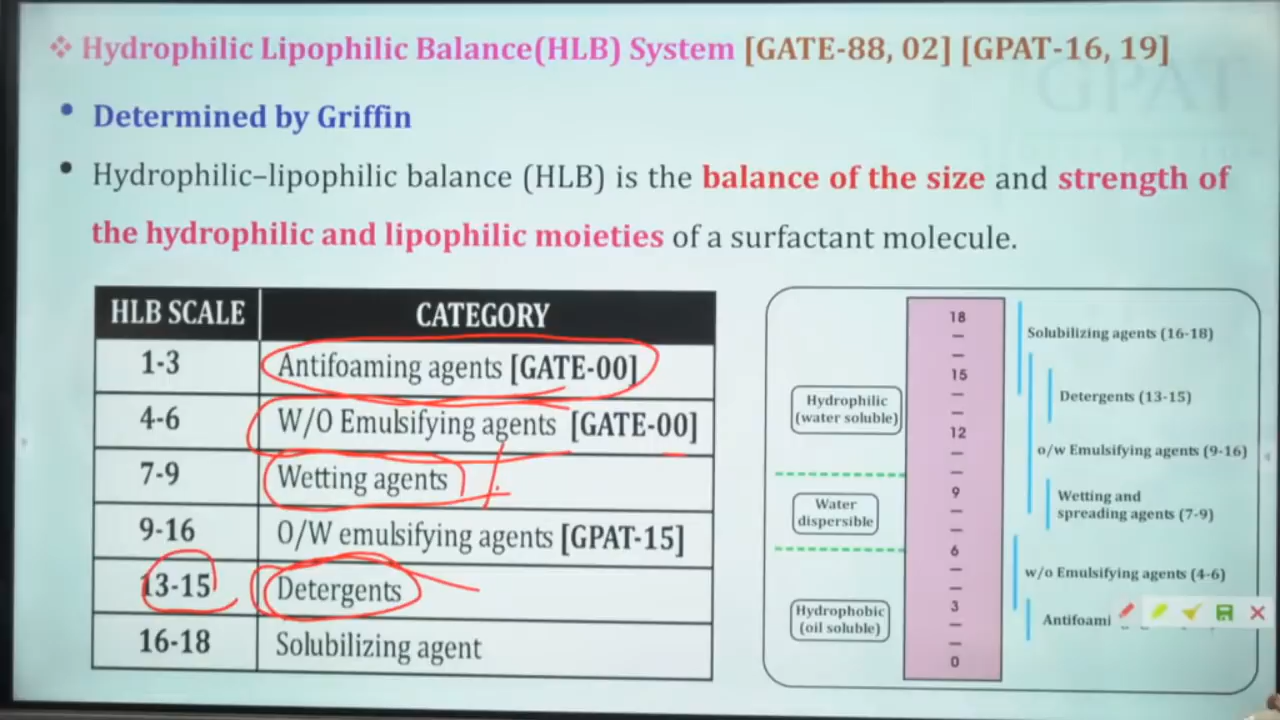 ❖ Hydrophilic Lipophilic Balance(HLB) System [GATE-88, 02] [GPAT-16, 19]
• Determined by Griffin
• Hydrophilic–lipophilic balance (HLB) is the balance of the size and strength of
the hydrophilic and lipophilic moieties of a surfactant molecule.
HLB SCALE CATEGORY
1-3 Antifoaming agents [GATE-00]
4-6 W/O Emulsifying agents [GATE-00]
7-9 Wetting agents
9-16 O/W emulsifying agents [GPAT-15]
13-15 Detergents
16-18 Solubilizing agent
Hydrophilic
(water soluble)
Water
dispersible
Hydrophobic
(oil soluble)
18
15
12
9
6
3
0
Solubilizing agents (16-18)
Detergents (13-15)
o/w Emulsifying agents (9-16)
Wetting and
spreading agents (7-9)
w/o Emulsifying agents (4-6)
Antifoami
GPAT